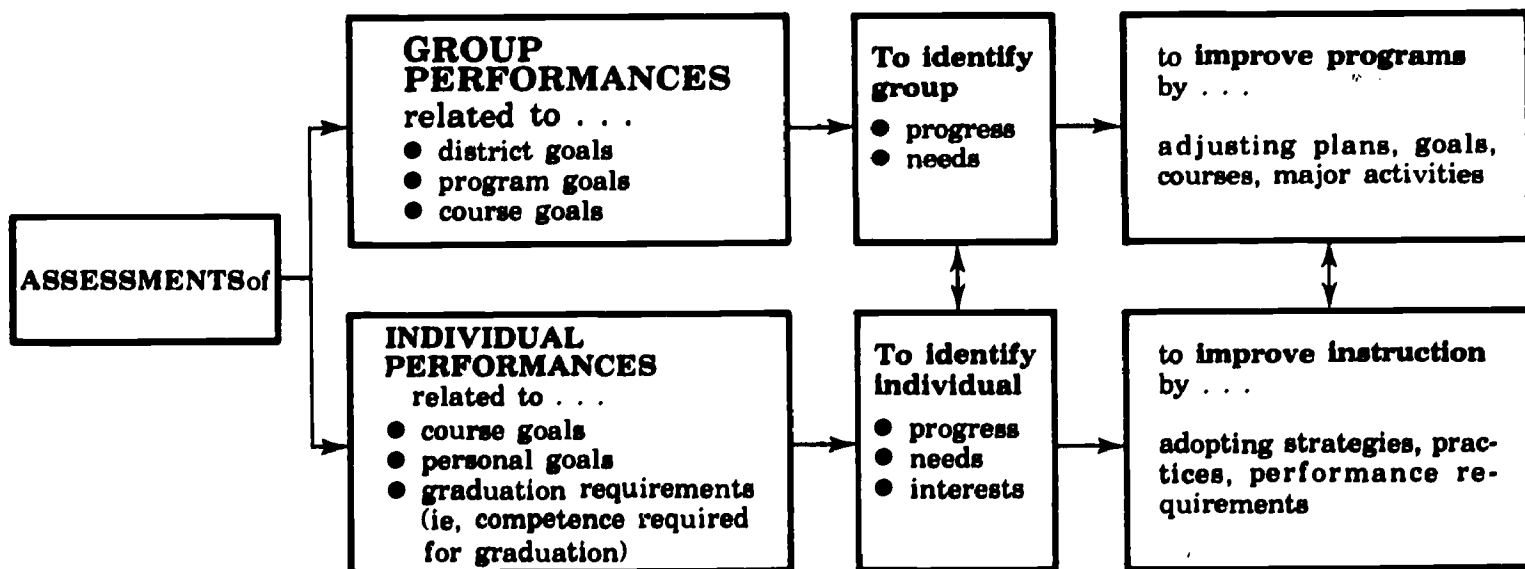 ASSESSMENTS of
GROUP
PERFORMANCES
related to . . .
● district goals
● program goals
● course goals
To identify
group
● progress
● needs
to improve programs
by . . .
adjusting plans, goals,
courses, major activities
INDIVIDUAL
PERFORMANCES
related to . . .
● course goals
● personal goals
● graduation requirements
(ie, competence required
for graduation)
To identify
individual
● progress
● needs
● interests
to improve instruction
by . . .
adopting strategies, prac-
tices, performance re-
quirements